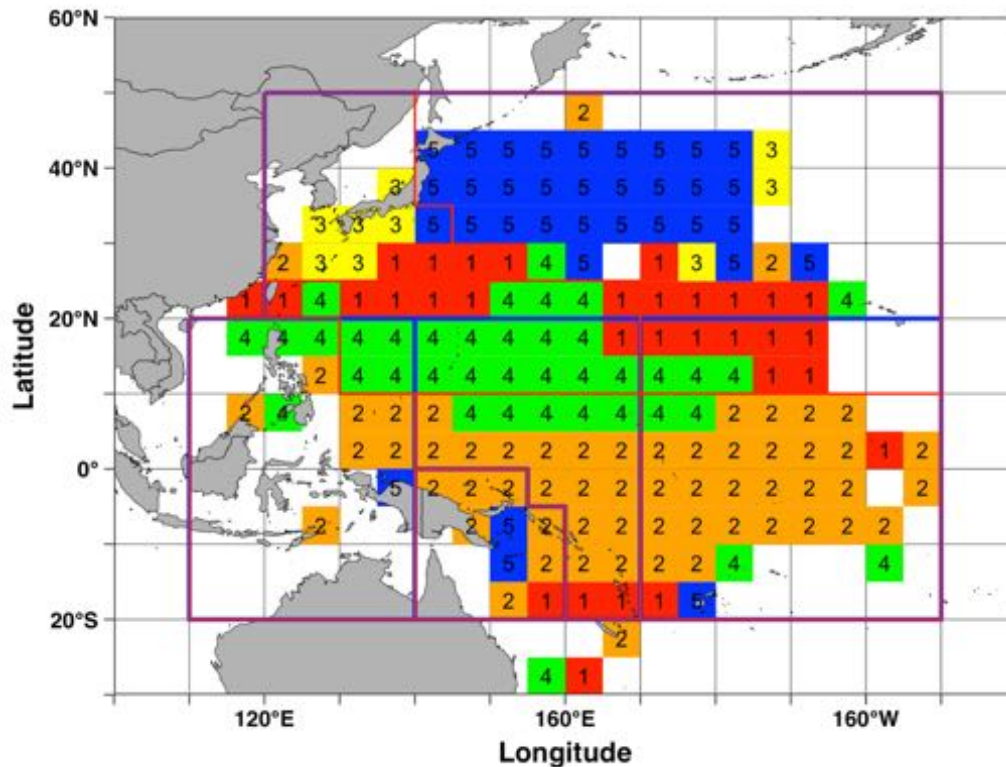 60°N
2
5 5 5 5 5 5 5 5 5 3
40°N
3 5 5 5 5 5 5 5 5 5 3
3 3 3 5 5 5 5 5 5 5 5 5
2 3 3 1 1 1 1 4 5 1 3 5 2 5
1 1 4 1 1 1 1 4 4 4 1 1 1 1 1 1 4
20°N
4 4 4 4 4 4 4 4 4 4 1 1 1 1 1 1
2 4 4 4 4 4 4 4 4 4 4 4 1 1
2 4 2 2 2 4 4 4 4 4 4 4 2 2 2 2
2 2 2 2 2 2 2 2 2 2 2 2 2 2 1 2
0°
5 2 2 2 2 2 2 2 2 2 2 2 2 2
2 2 5 2 2 2 2 2 2 2 2 2 2
5 2 2 2 2 2 4 4
2 1 1 1 1 5
20°S
2
4 1
Latitude
120°E 160°E 160°W
Longitude